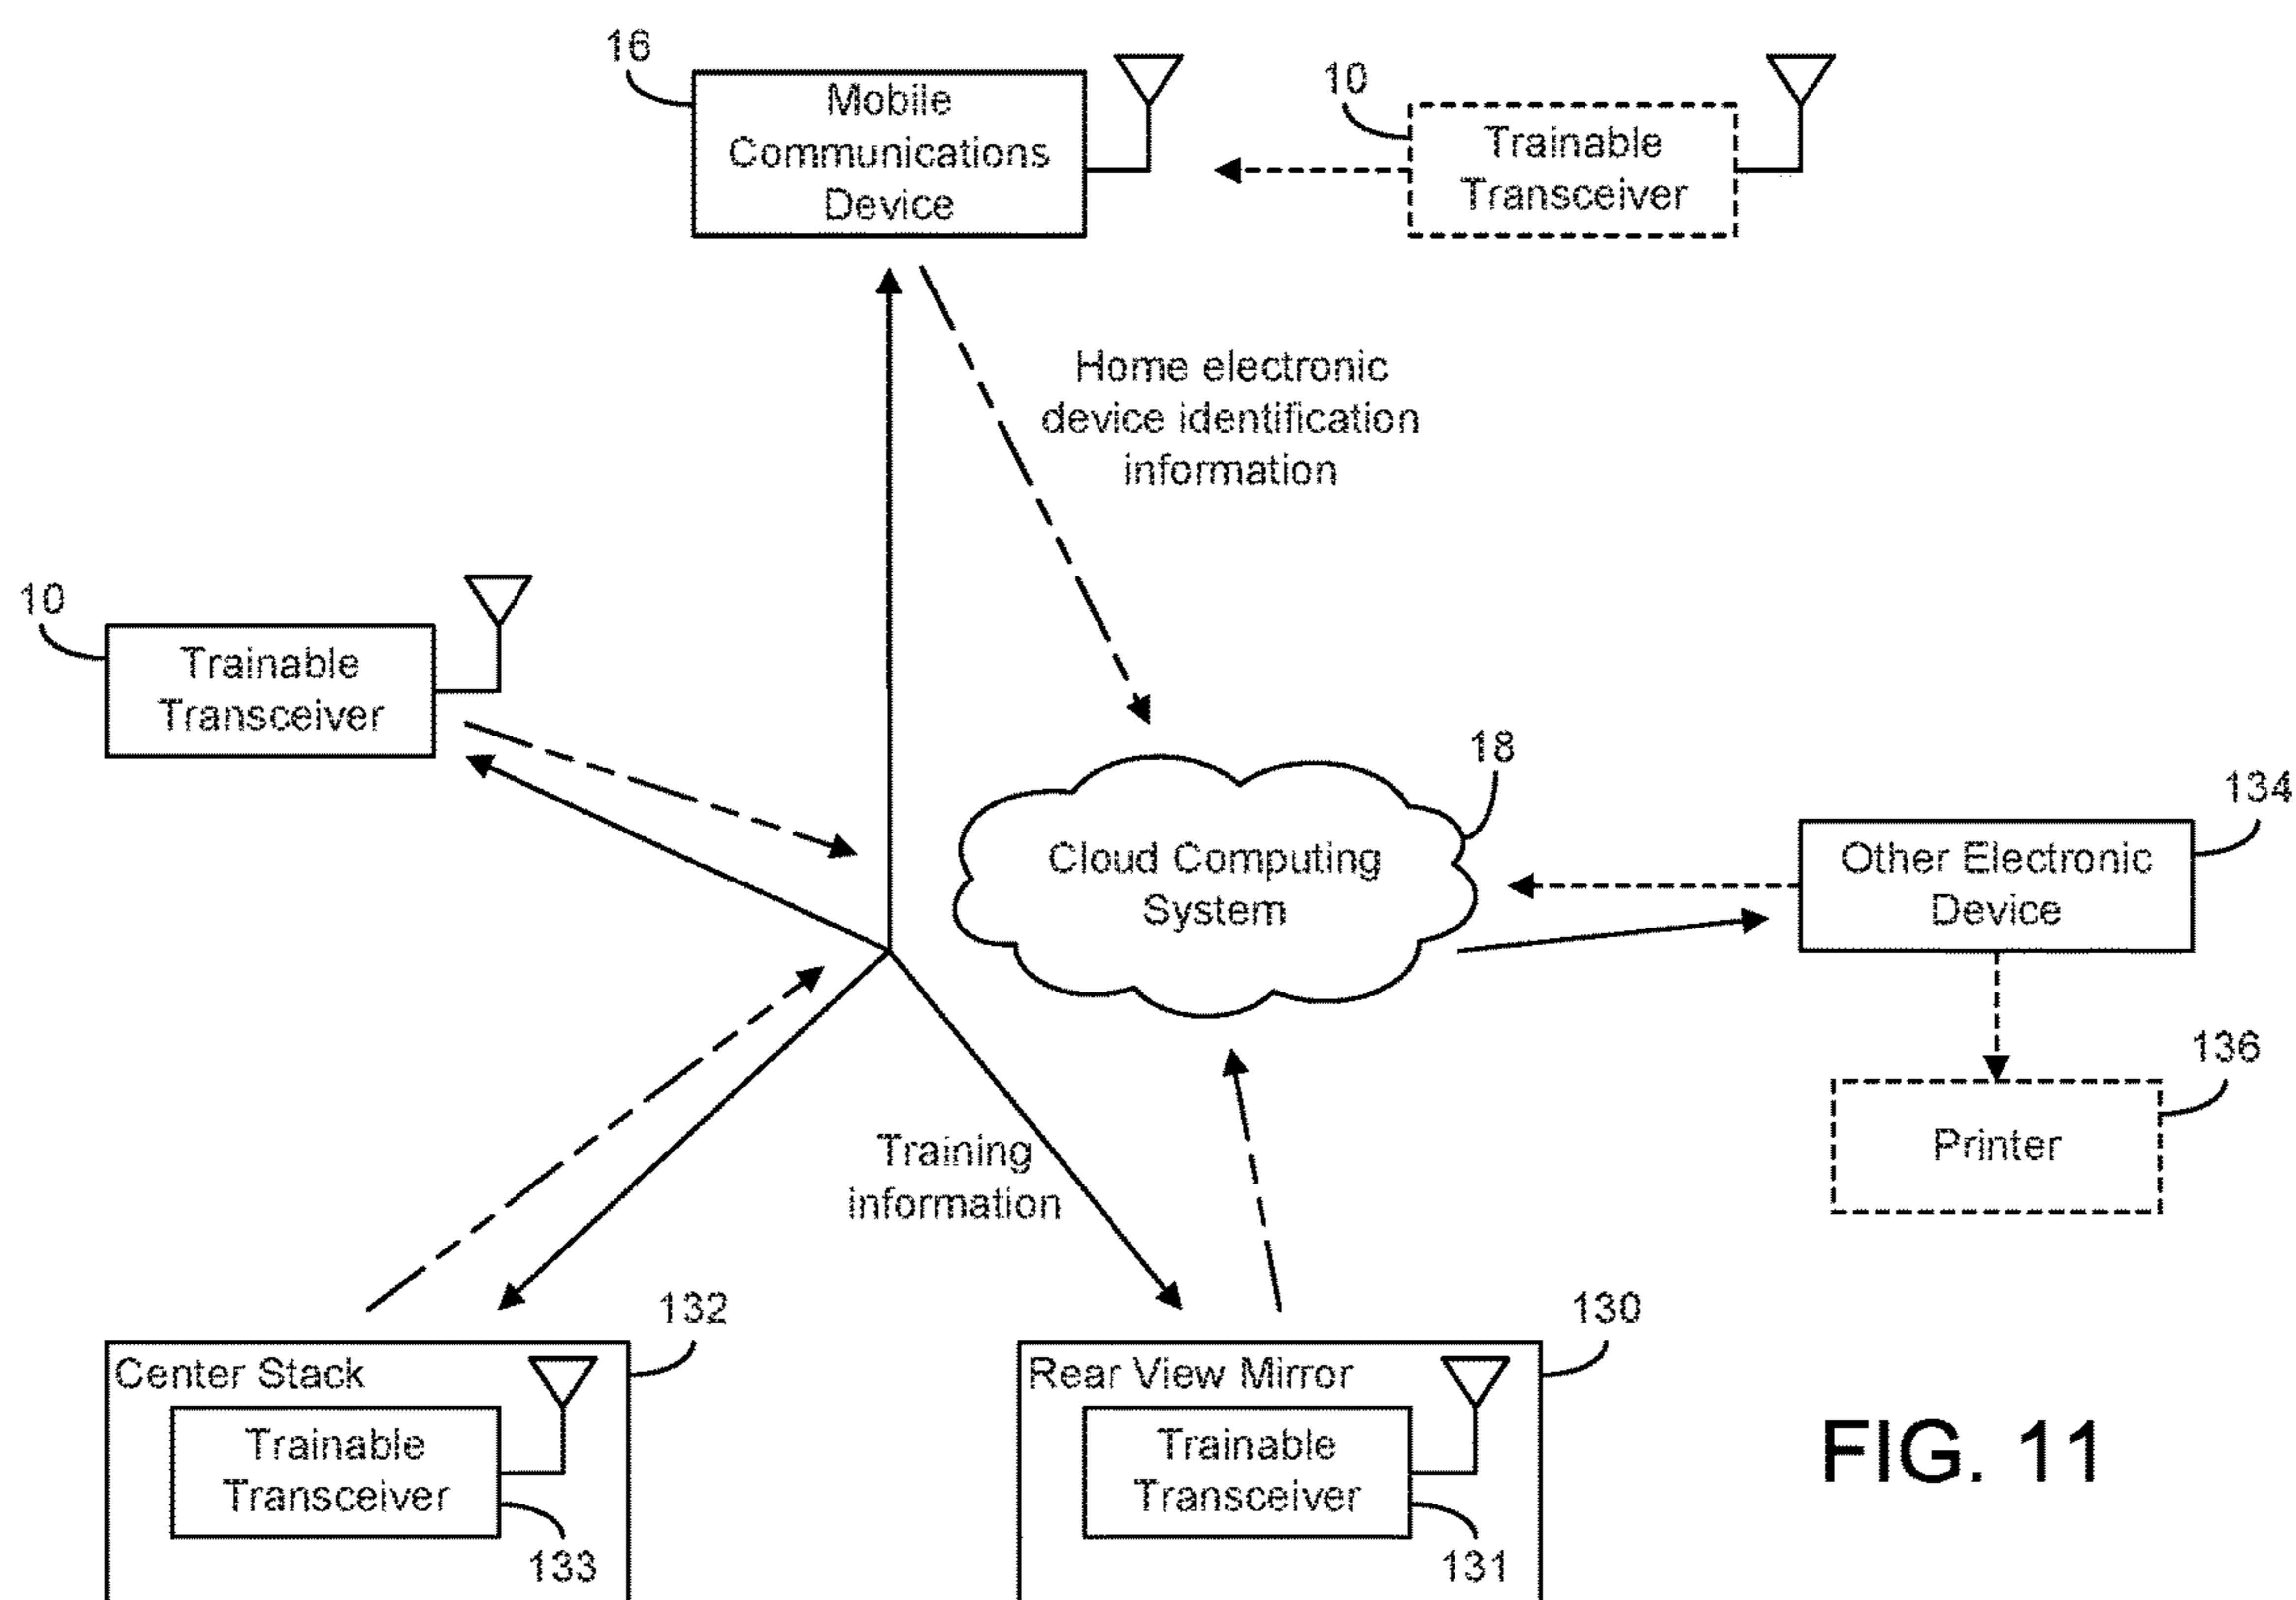 16
Mobile
Communications
Device
10
Trainable
Transceiver
Home electronic
device identification
information
10
Trainable
Transceiver
18
Cloud Computing
System
134
Other Electronic
Device
136
Printer
Training
information
132
Center Stack
Trainable
Transceiver
133
130
Rear View Mirror
Trainable
Transceiver
131
FIG. 11